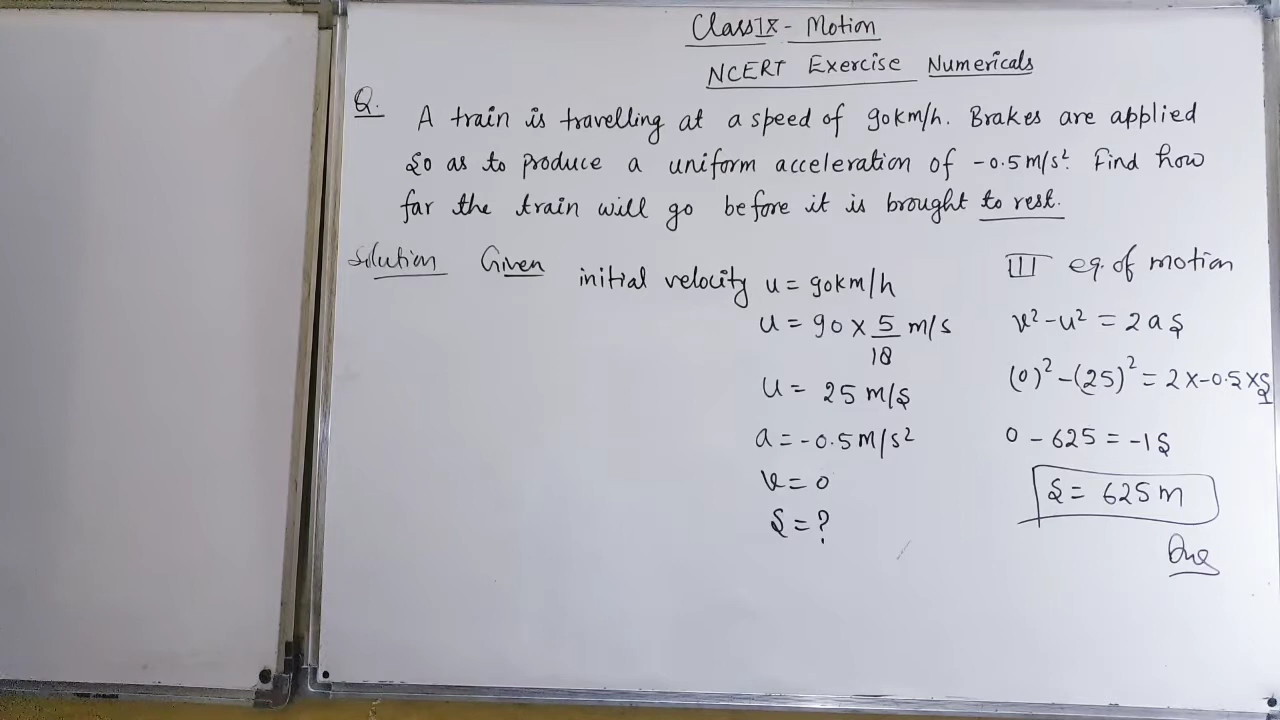 Class IX - Motion
NCERT Exercise Numericals
Q. A train is travelling at a speed of 90km/h. Brakes are applied
so as to produce a uniform acceleration of -0.5m/s². Find how
far the train will go before it is brought to rest.
Solution Given initial velocity u = 90km/h
u = 90 × 5/18 m/s
u = 25 m/s
a = -0.5m/s²
v = 0
s = ?
III eq. of motion
v² - u² = 2as
(0)² - (25)² = 2×-0.5×s
0 - 625 = -1s
s = 625m
Ans